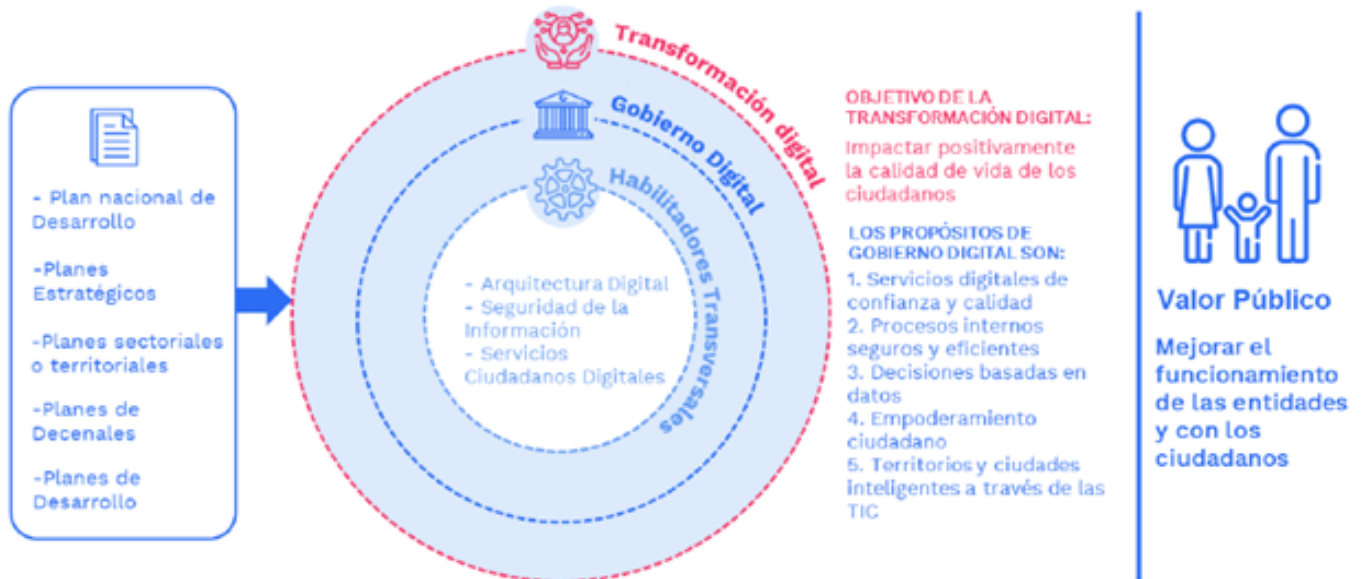 - Plan nacional de
Desarrollo
-Planes
Estratégicos
-Planes sectoriales
o territoriales
-Planes de
Decenales
-Planes de
Desarrollo
Transformación digital
Gobierno Digital
Habilitadores Transversales
- Arquitectura Digital
- Seguridad de la
Información
- Servicios
Ciudadanos Digitales
OBJETIVO DE LA
TRANSFORMACIÓN DIGITAL:
Impactar positivamente
la calidad de vida de los
ciudadanos
LOS PROPÓSITOS DE
GOBIERNO DIGITAL SON:
1. Servicios digitales de
confianza y calidad
2. Procesos internos
seguros y eficientes
3. Decisiones basadas en
datos
4. Empoderamiento
ciudadano
5. Territorios y ciudades
inteligentes a través de las
TIC
Valor Público
Mejorar el
funcionamiento
de las entidades
y con los
ciudadanos